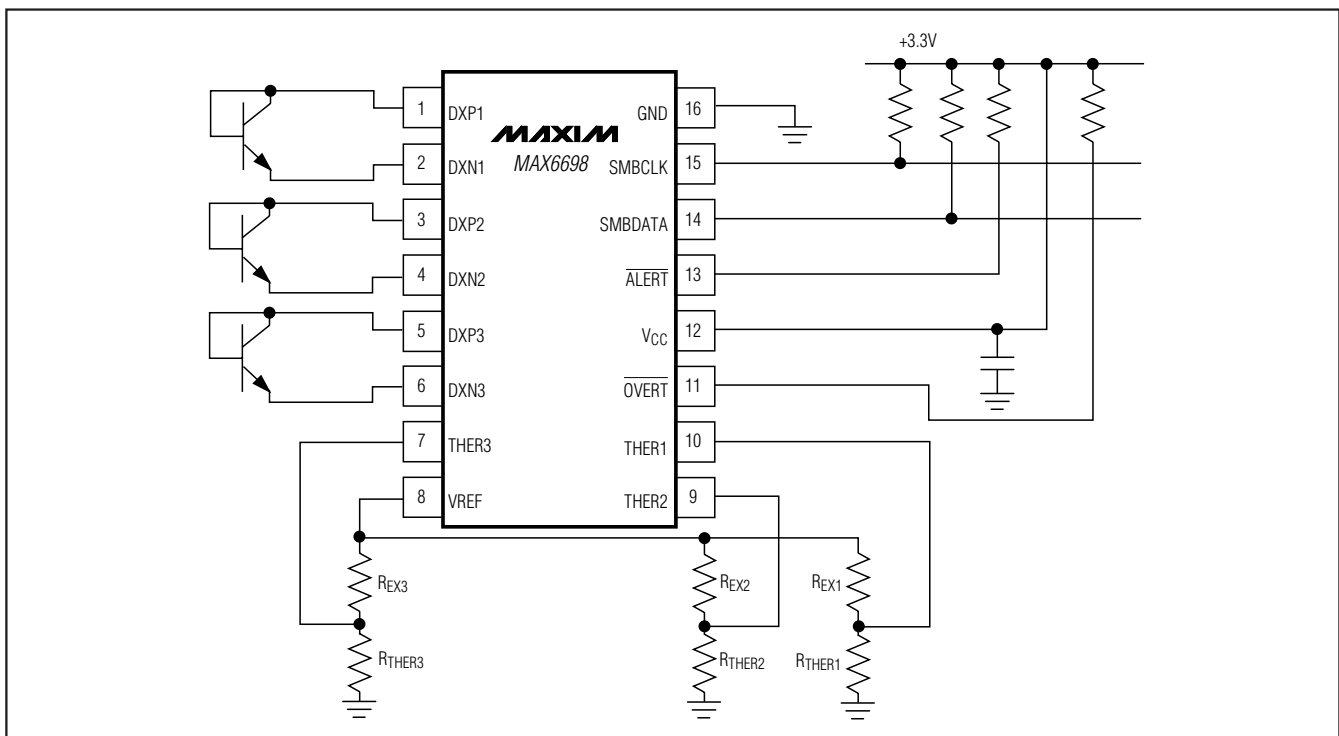 +3.3V
1 DXP1
2 DXN1
3 DXP2
4 DXN2
5 DXP3
6 DXN3
7 THER3
8 VREF
MAXIM
MAX6698
GND 16
SMBCLK 15
SMBDATA 14
ALERT 13
VCC 12
OVERT 11
THER1 10
THER2 9
REX3
RTHER3
REX2
RTHER2
REX1
RTHER1